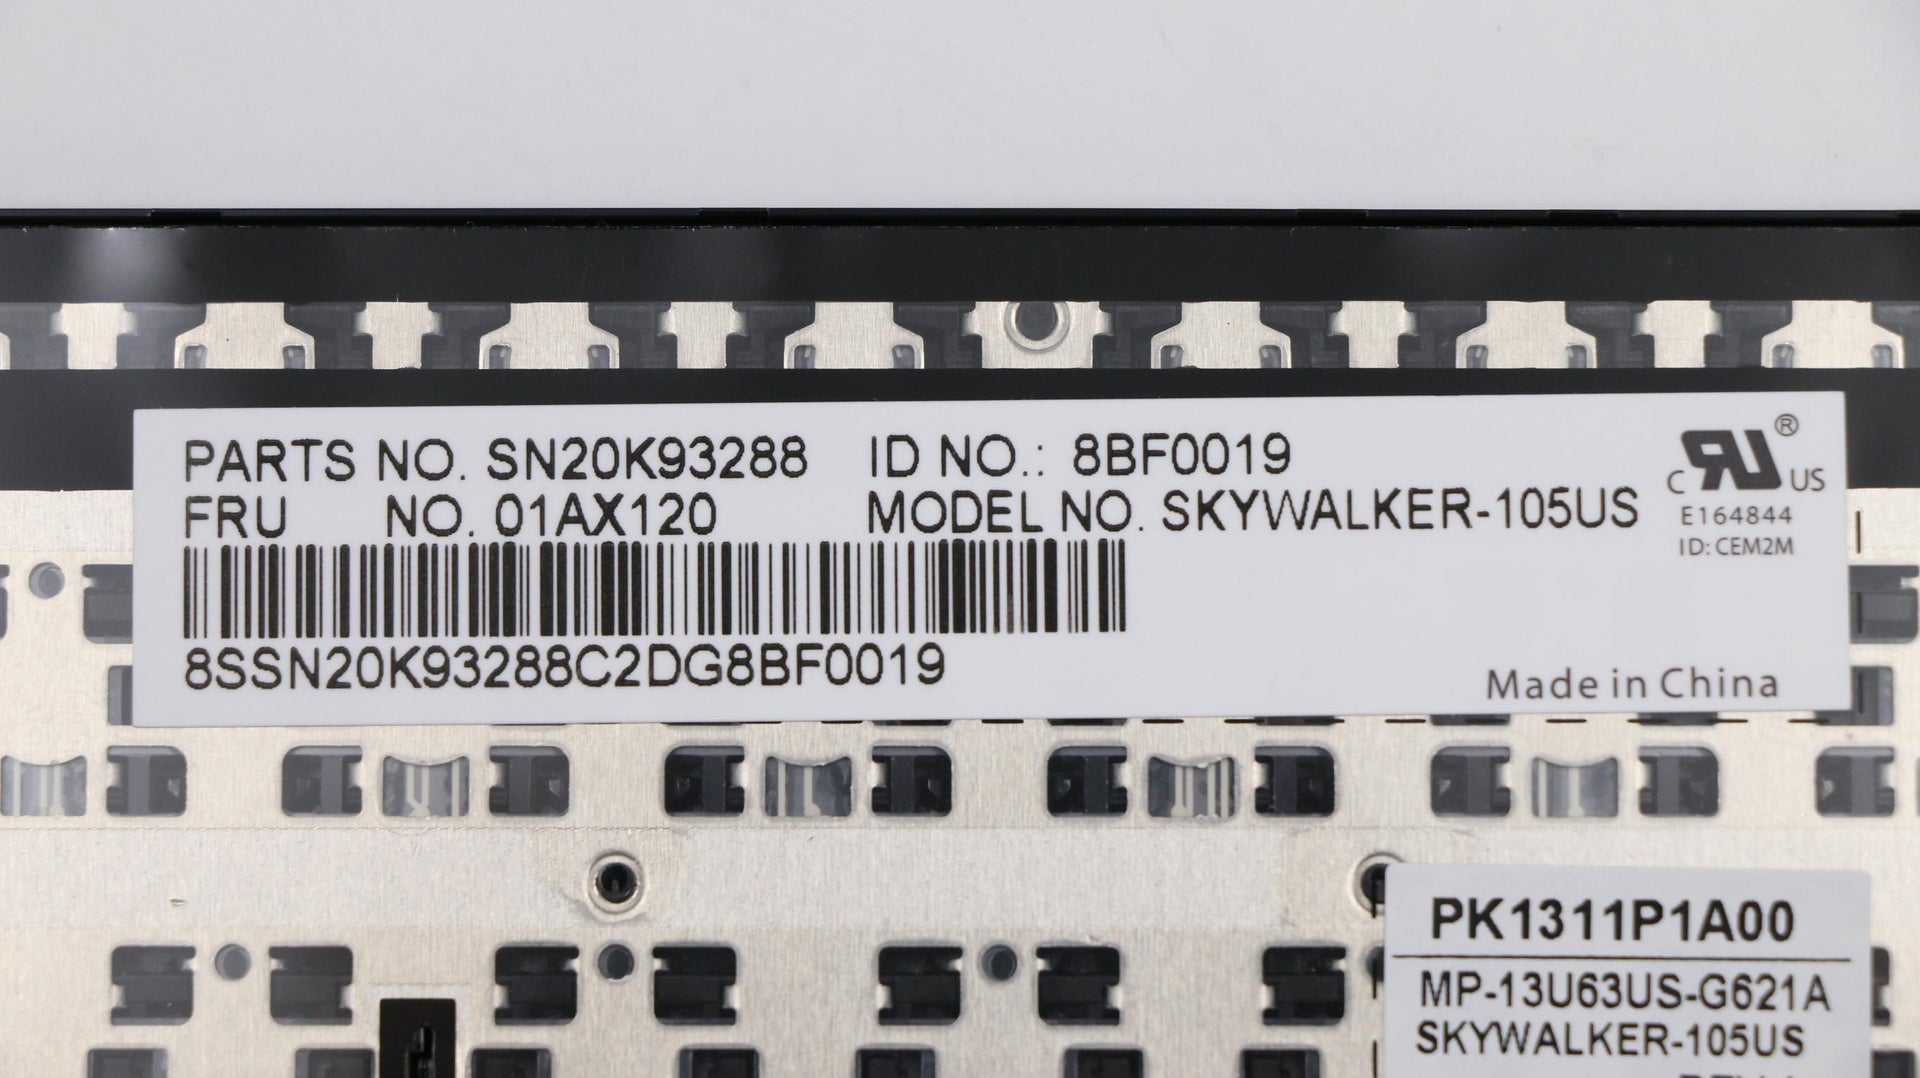 PARTS NO. SN20K93288 ID NO.: 8BF0019
FRU NO. 01AX120 MODEL NO. SKYWALKER-105US
8SSN20K93288C2DG8BF0019
C RU ® US
E164844
ID: CEM2M
Made in China
PK1311P1A00
MP-13U63US-G621A
SKYWALKER-105US